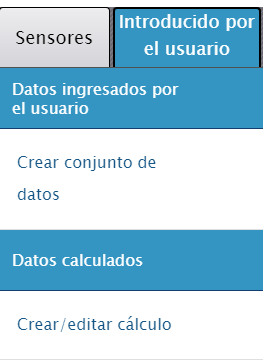 Sensores
Introducido por
el usuario
Datos ingresados por
el usuario
Crear conjunto de
datos
Datos calculados
Crear/editar cálculo